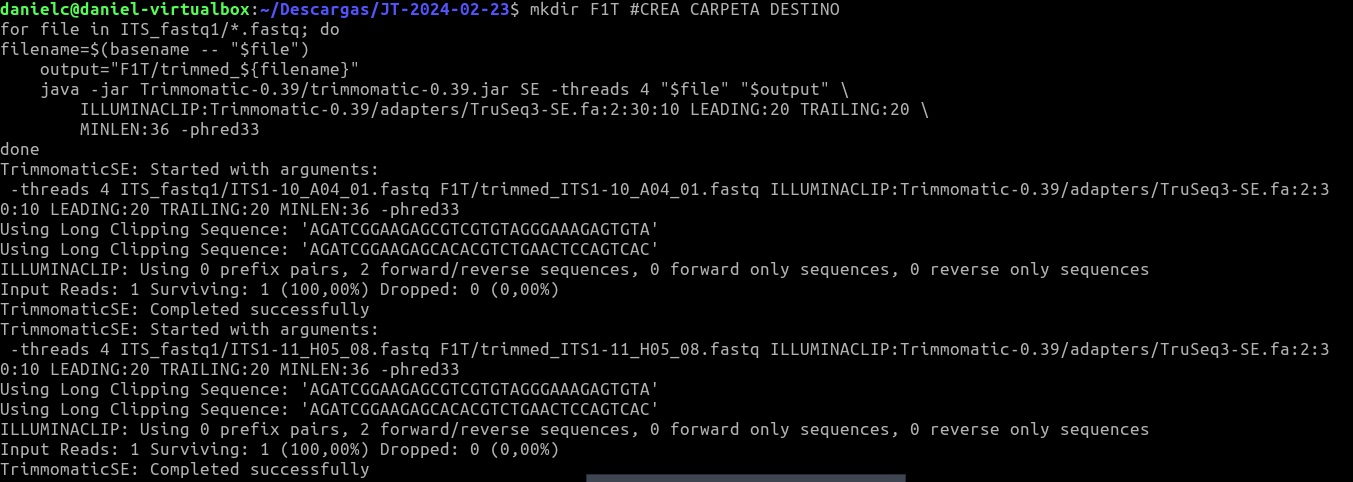 danielc@daniel-virtualbox:~/Descargas/JT-2024-02-23$ mkdir F1T #CREA CARPETA DESTINO
for file in ITS_fastq1/*.fastq; do
filename=$(basename -- "$file")
    output="F1T/trimmed_${filename}"
    java -jar Trimmomatic-0.39/trimmomatic-0.39.jar SE -threads 4 "$file" "$output" \
        ILLUMINACLIP:Trimmomatic-0.39/adapters/TruSeq3-SE.fa:2:30:10 LEADING:20 TRAILING:20 \
        MINLEN:36 -phred33
done
TrimmomaticSE: Started with arguments:
 -threads 4 ITS_fastq1/ITS1-10_A04_01.fastq F1T/trimmed_ITS1-10_A04_01.fastq ILLUMINACLIP:Trimmomatic-0.39/adapters/TruSeq3-SE.fa:2:3
0:10 LEADING:20 TRAILING:20 MINLEN:36 -phred33
Using Long Clipping Sequence: 'AGATCGGAAGAGCGTCGTGTAGGGAAAGAGTGTA'
Using Long Clipping Sequence: 'AGATCGGAAGAGCACACGTCTGAACTCCAGTCAC'
ILLUMINACLIP: Using 0 prefix pairs, 2 forward/reverse sequences, 0 forward only sequences, 0 reverse only sequences
Input Reads: 1 Surviving: 1 (100,00%) Dropped: 0 (0,00%)
TrimmomaticSE: Completed successfully
TrimmomaticSE: Started with arguments:
 -threads 4 ITS_fastq1/ITS1-11_H05_08.fastq F1T/trimmed_ITS1-11_H05_08.fastq ILLUMINACLIP:Trimmomatic-0.39/adapters/TruSeq3-SE.fa:2:3
0:10 LEADING:20 TRAILING:20 MINLEN:36 -phred33
Using Long Clipping Sequence: 'AGATCGGAAGAGCGTCGTGTAGGGAAAGAGTGTA'
Using Long Clipping Sequence: 'AGATCGGAAGAGCACACGTCTGAACTCCAGTCAC'
ILLUMINACLIP: Using 0 prefix pairs, 2 forward/reverse sequences, 0 forward only sequences, 0 reverse only sequences
Input Reads: 1 Surviving: 1 (100,00%) Dropped: 0 (0,00%)
TrimmomaticSE: Completed successfully